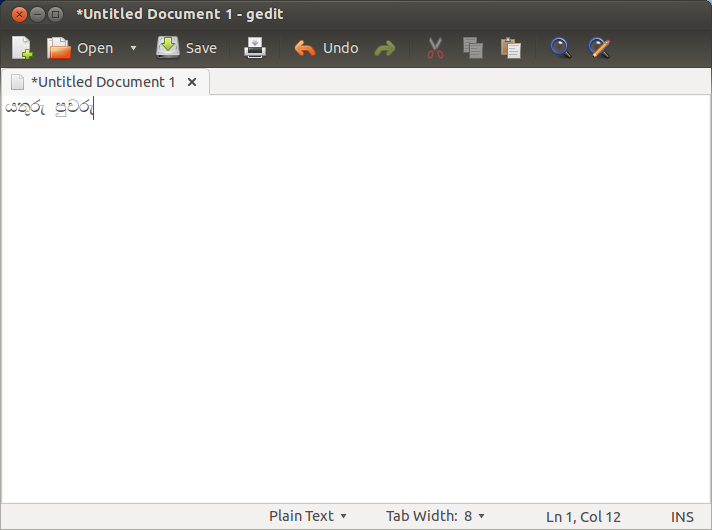 *Untitled Document 1 - gedit
Open Save Undo
*Untitled Document 1
යතුරු පුවරු
Plain Text Tab Width: 8 Ln 1, Col 12 INS